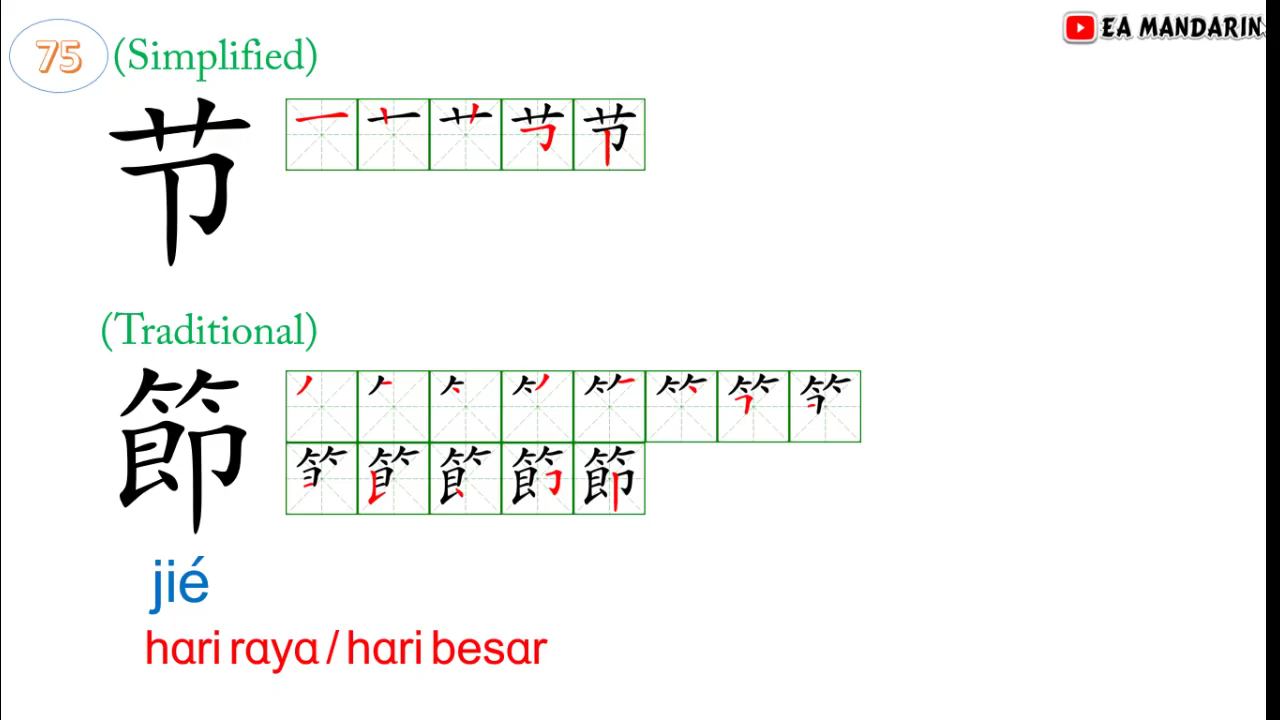 75 (Simplified)
EA MANDARIN
节
(Traditional)
節
jié
hari raya / hari besar